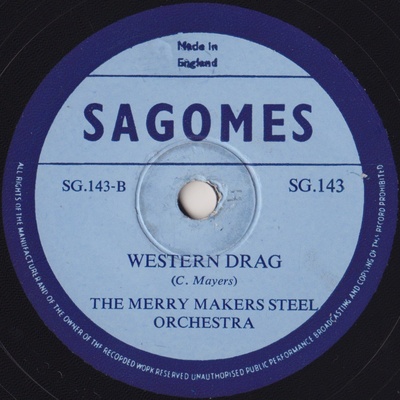 Made in
England
SAGOMES
SG.143-B
SG.143
WESTERN DRAG
(C. Mayers)
THE MERRY MAKERS STEEL
ORCHESTRA
ALL RIGHTS OF THE MANUFACTURER AND OF THE OWNER OF THE RECORDED WORK RESERVED UNAUTHORISED PUBLIC PERFORMANCE BROADCASTING AND COPYING OF THIS RECORD PROHIBITED